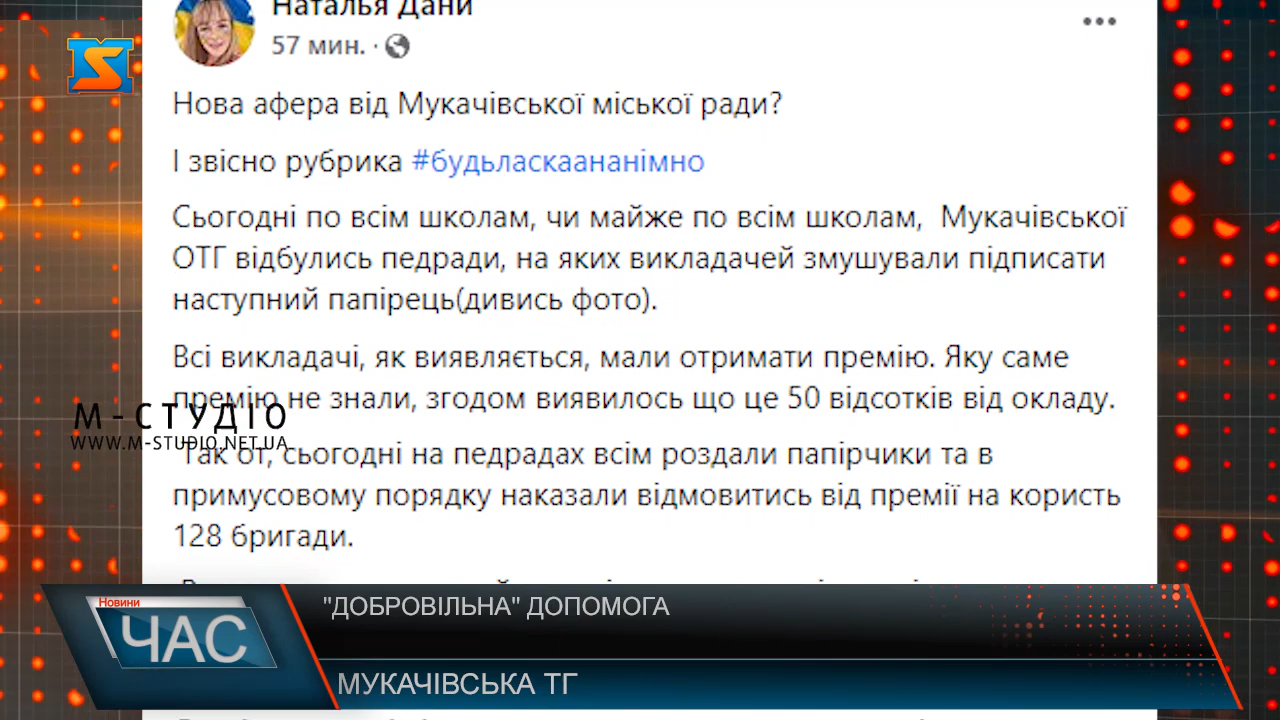 Наталья Дани
57 мин. ·
Нова афера від Мукачівської міської ради?
І звісно рубрика #будьласкаананімно
Сьогодні по всім школам, чи майже по всім школам, Мукачівської
ОТГ відбулись педради, на яких викладачей змушували підписати
наступний папірець(дивись фото).
Всі викладачі, як виявляється, мали отримати премію. Яку саме
премію не знали, згодом виявилось що це 50 відсотків від окладу.
М-СТУДІО
WWW.M-STUDIO.NET.UA
Так от, сьогодні на педрадах всім роздали папірчики та в
примусовому порядку наказали відмовитись від премії на користь
128 бригади.
Новини
ЧАС
"ДОБРОВІЛЬНА" ДОПОМОГА
МУКАЧІВСЬКА ТГ